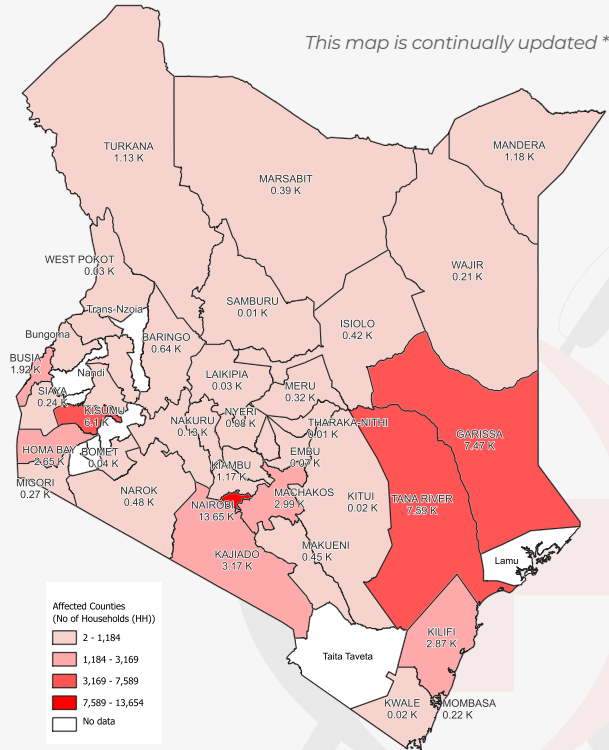 This map is continually updated *
TURKANA
1.13 K
MANDERA
1.18 K
MARSABIT
0.39 K
WAJIR
0.21 K
WEST POKOT
0.03 K
SAMBURU
0.01 K
ISIOLO
0.42 K
Trans-Nzoia
Bungoma
BARINGO
0.64 K
BUSIA
1.92 K
Nandi
LAIKIPIA
0.03 K
MERU
0.32 K
SIAYA
0.24 K
KISUMU
6.1 K
NAKURU
0.13 K
NYERI
0.08 K
THARAKA-NITHI
0.01 K
GARISSA
7.47 K
HOMA BAY
2.65 K
BOMET
0.04 K
EMBU
0.07 K
KIAMBU
1.17 K
MIGORI
0.27 K
NAROK
0.48 K
NAIROBI
13.65 K
MACHAKOS
2.99 K
KITUI
0.02 K
TANA RIVER
7.59 K
KAJIADO
3.17 K
MAKUENI
0.45 K
Lamu
Taita Taveta
KILIFI
2.87 K
KWALE
0.02 K
MOMBASA
0.22 K
Affected Counties
(No of Households (HH))
2 - 1,184
1,184 - 3,169
3,169 - 7,589
7,589 - 13,654
No data